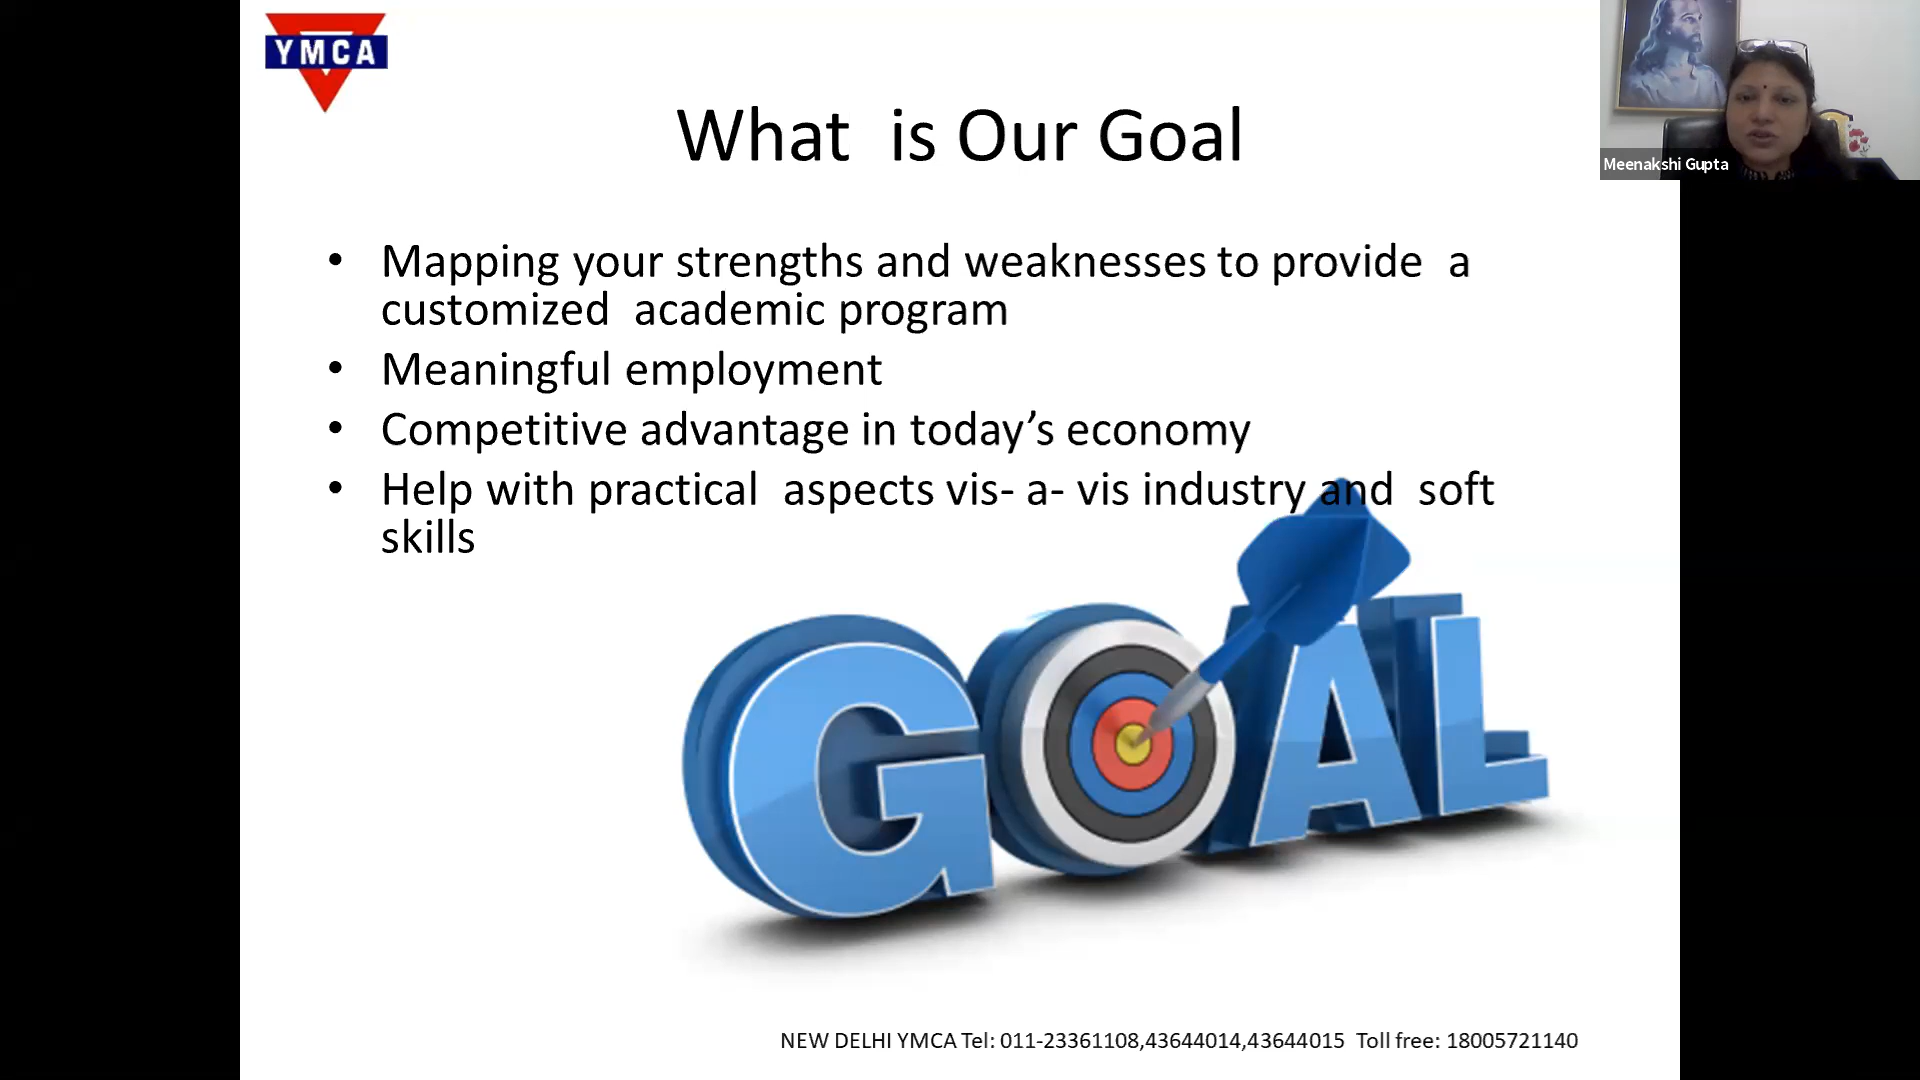 YMCA
What is Our Goal
Meenakshi Gupta
• Mapping your strengths and weaknesses to provide a
customized academic program
• Meaningful employment
• Competitive advantage in today’s economy
• Help with practical aspects vis- a- vis industry and soft
skills
GOAL
NEW DELHI YMCA Tel: 011-23361108,43644014,43644015 Toll free: 18005721140